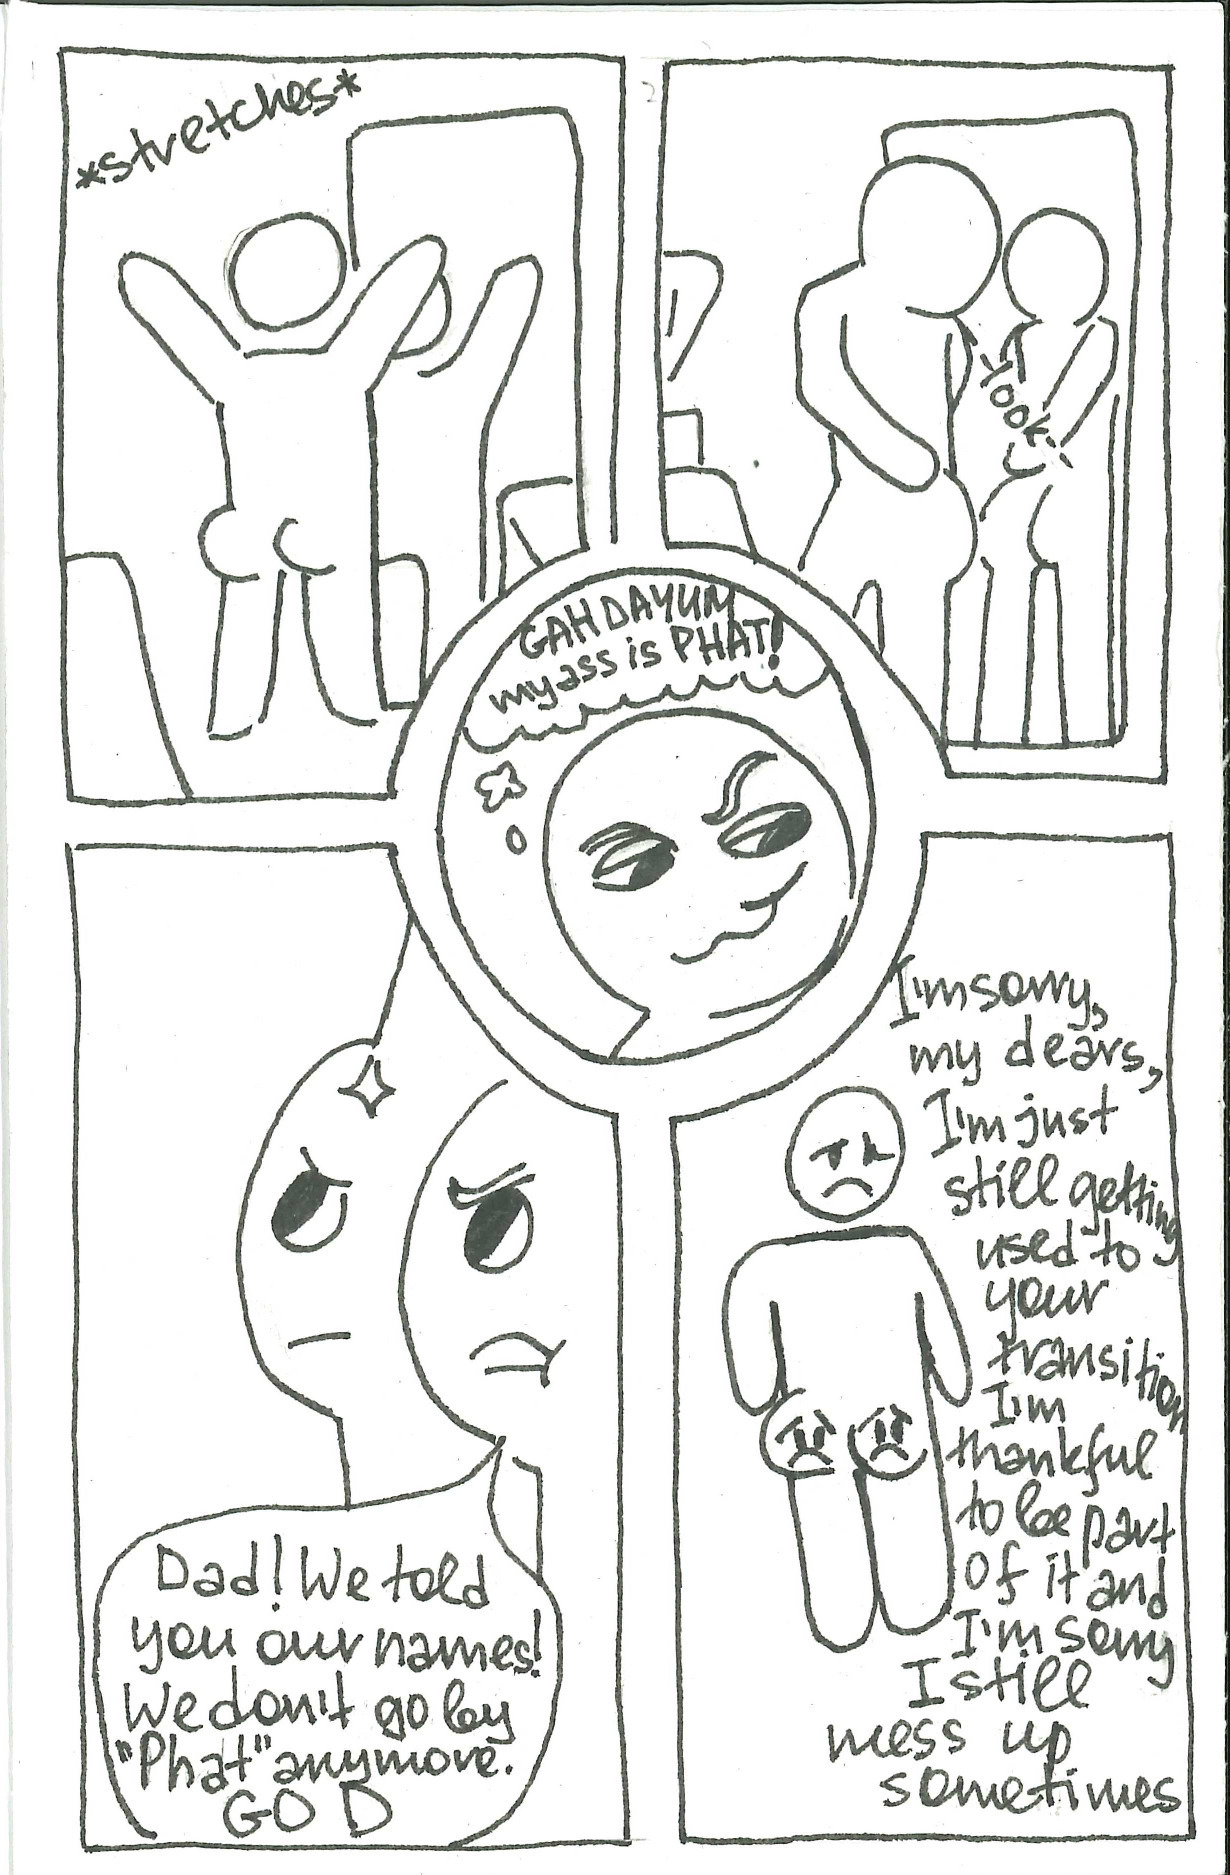 *stretches*
-look-
GAH DAYUM
my ass is PHAT!
Dad! We told
you our names!
We don't go by
"Phat" anymore.
GOD
I'm sorry,
my dears,
I'm just
still getting
used to
your
transition
I'm
thankful
to be part
of it and
I'm sorry
I still
mess up
sometimes